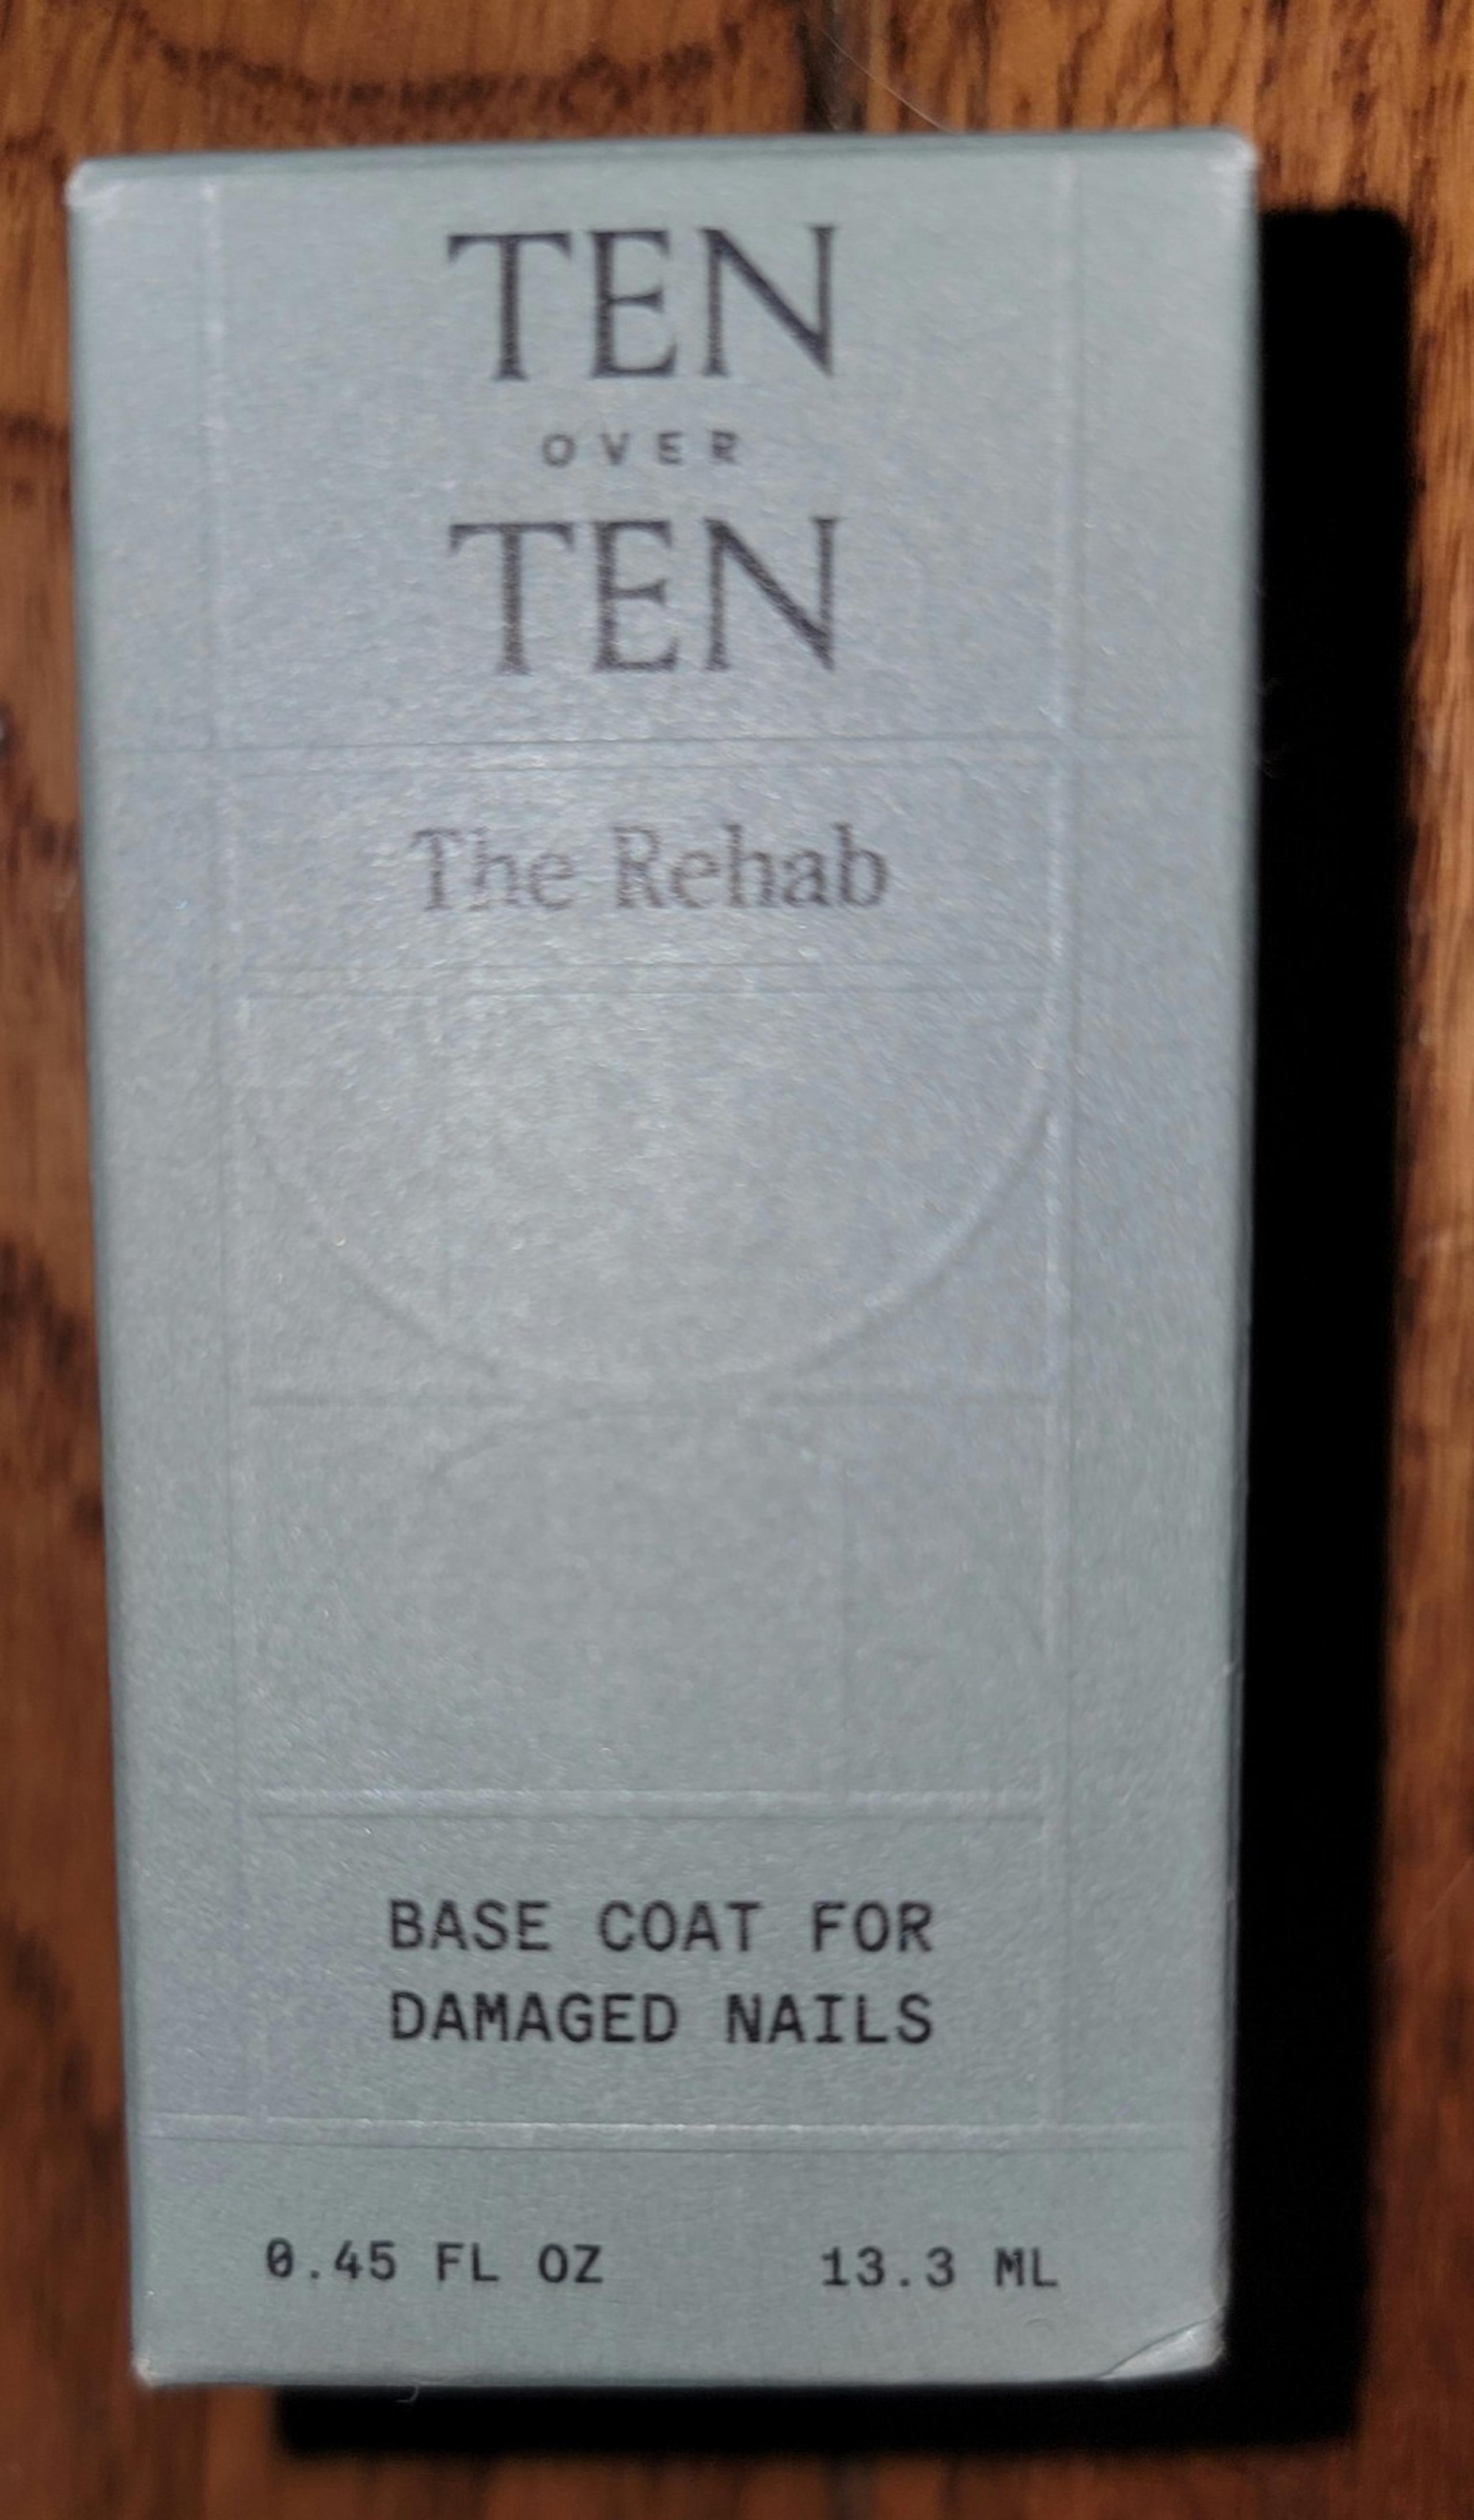 TEN
OVER
TEN
The Rehab
BASE COAT FOR
DAMAGED NAILS
0.45 FL OZ 13.3 ML